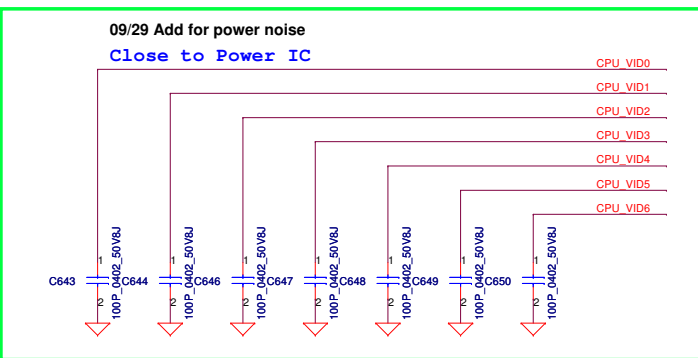 09/29 Add for power noise
Close to Power IC
CPU_VID0
CPU_VID1
CPU_VID2
CPU_VID3
CPU_VID4
CPU_VID5
CPU_VID6
1 1 1 1 1 1 1
C643 C644 C646 C647 C648 C649 C650
2 2 2 2 2 2 2
100P_0402_50V8J
100P_0402_50V8J
100P_0402_50V8J
100P_0402_50V8J
100P_0402_50V8J
100P_0402_50V8J
100P_0402_50V8J